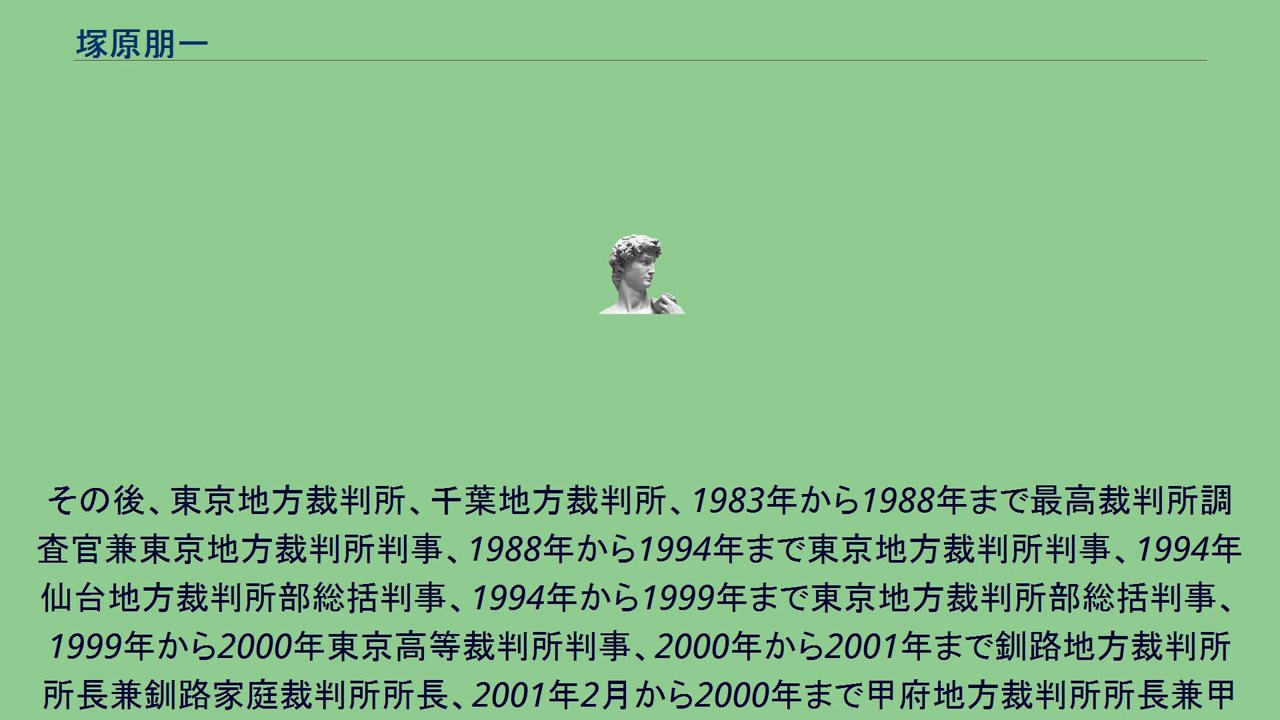 塚原朋一
その後、東京地方裁判所、千葉地方裁判所、1983年から1988年まで最高裁判所調
査官兼東京地方裁判所判事、1988年から1994年まで東京地方裁判所判事、1994年
仙台地方裁判所部総括判事、1994年から1999年まで東京地方裁判所部総括判事、
1999年から2000年東京高等裁判所判事、2000年から2001年まで釧路地方裁判所
所長兼釧路家庭裁判所所長、2001年2月から2000年まで甲府地方裁判所所長兼甲